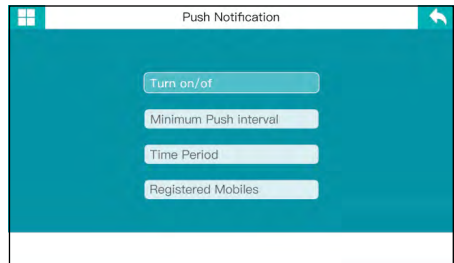 Push Notification
Turn on/of
Minimum Push interval
Time Period
Registered Mobiles